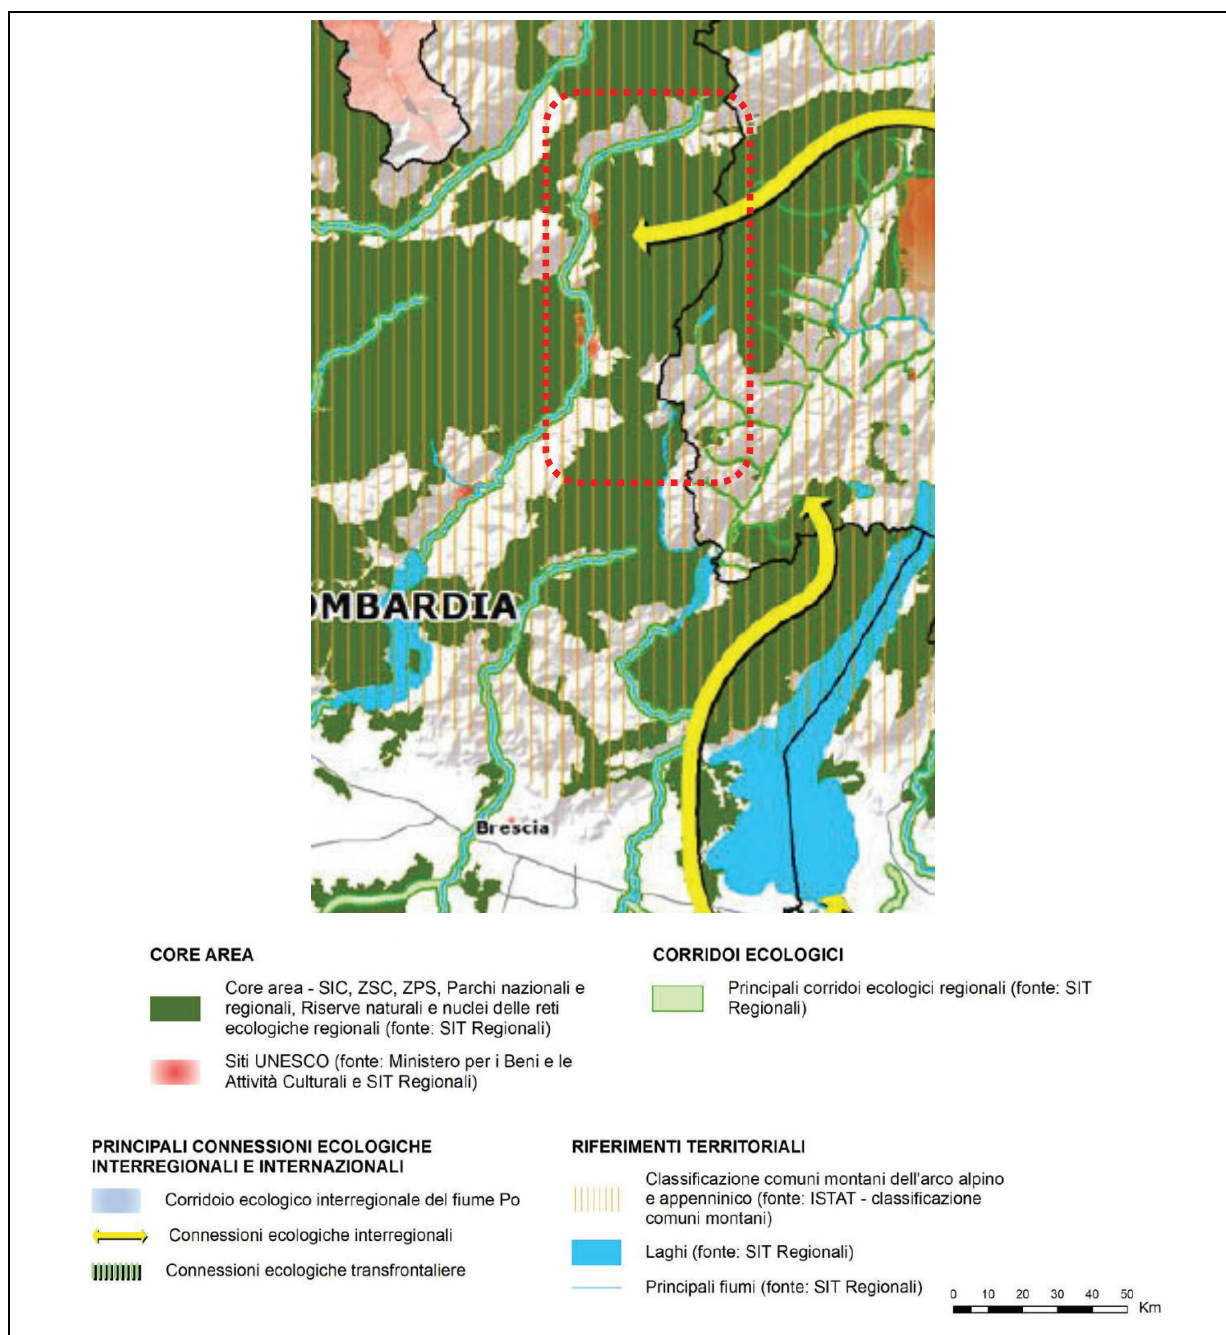 OMBARDIA
Brescia
CORE AREA
Core area - SIC, ZSC, ZPS, Parchi nazionali e
regionali, Riserve naturali e nuclei delle reti
ecologiche regionali (fonte: SIT Regionali)
Siti UNESCO (fonte: Ministero per i Beni e le
Attività Culturali e SIT Regionali)
CORRIDOI ECOLOGICI
Principali corridoi ecologici regionali (fonte: SIT
Regionali)
PRINCIPALI CONNESSIONI ECOLOGICHE
INTERREGIONALI E INTERNAZIONALI
Corridoio ecologico interregionale del fiume Po
Connessioni ecologiche interregionali
Connessioni ecologiche transfrontaliere
RIFERIMENTI TERRITORIALI
Classificazione comuni montani dell'arco alpino
e appenninico (fonte: ISTAT - classificazione
comuni montani)
Laghi (fonte: SIT Regionali)
Principali fiumi (fonte: SIT Regionali)
0 10 20 30 40 50
Km